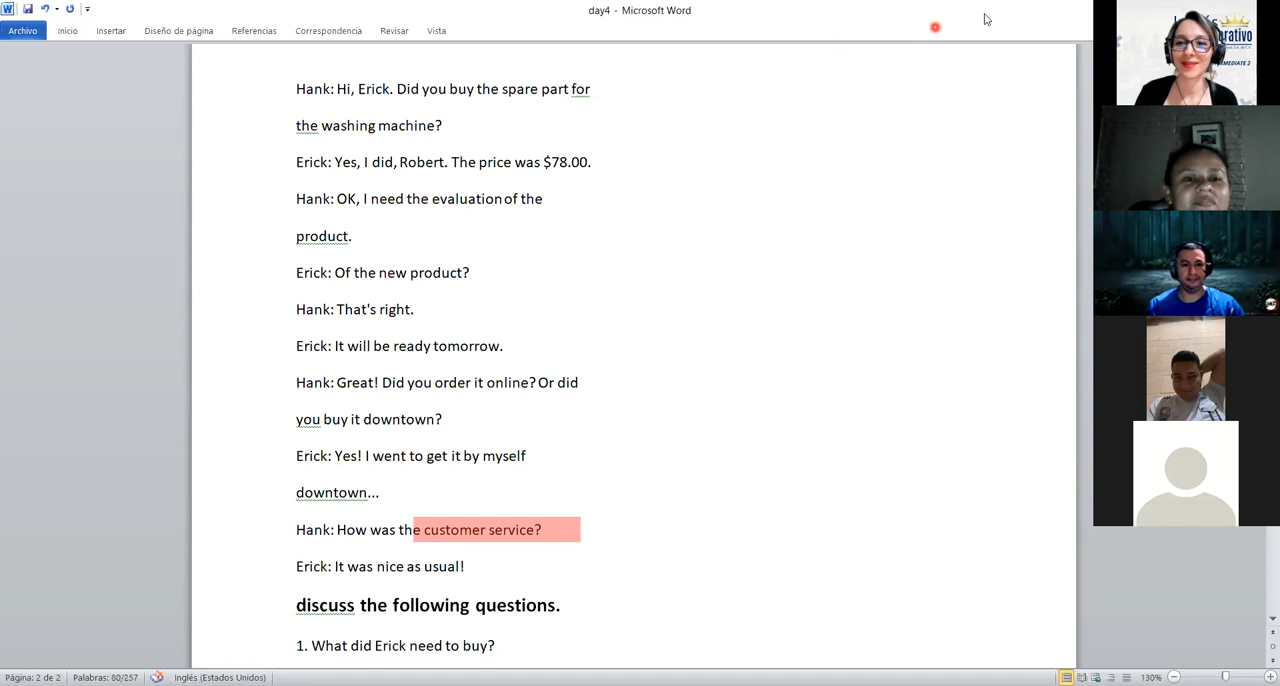 day4 - Microsoft Word
Archivo Inicio Insertar Diseño de página Referencias Correspondencia Revisar Vista
Hank: Hi, Erick. Did you buy the spare part for
the washing machine?
Erick: Yes, I did, Robert. The price was $78.00.
Hank: OK, I need the evaluation of the
product.
Erick: Of the new product?
Hank: That's right.
Erick: It will be ready tomorrow.
Hank: Great! Did you order it online? Or did
you buy it downtown?
Erick: Yes! I went to get it by myself
downtown...
Hank: How was the customer service?
Erick: It was nice as usual!
discuss the following questions.
1. What did Erick need to buy?
Página: 2 de 2 Palabras: 80/257 Inglés (Estados Unidos) 130%